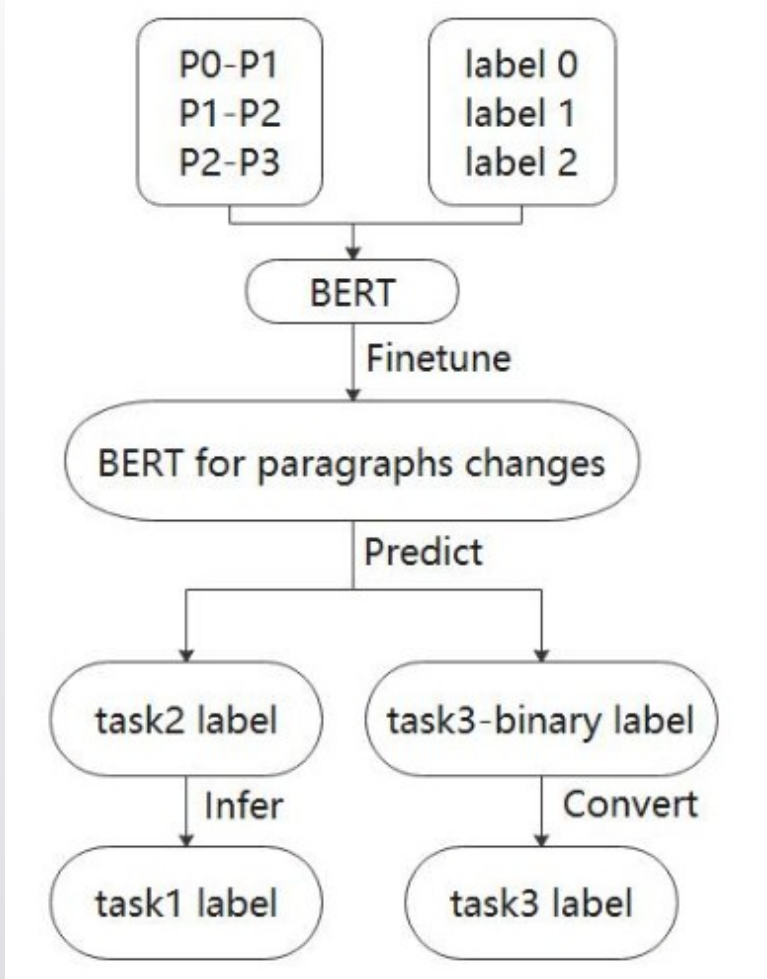 P0-P1
P1-P2
P2-P3
label 0
label 1
label 2
BERT
Finetune
BERT for paragraphs changes
Predict
task2 label
task3-binary label
Infer
Convert
task1 label
task3 label